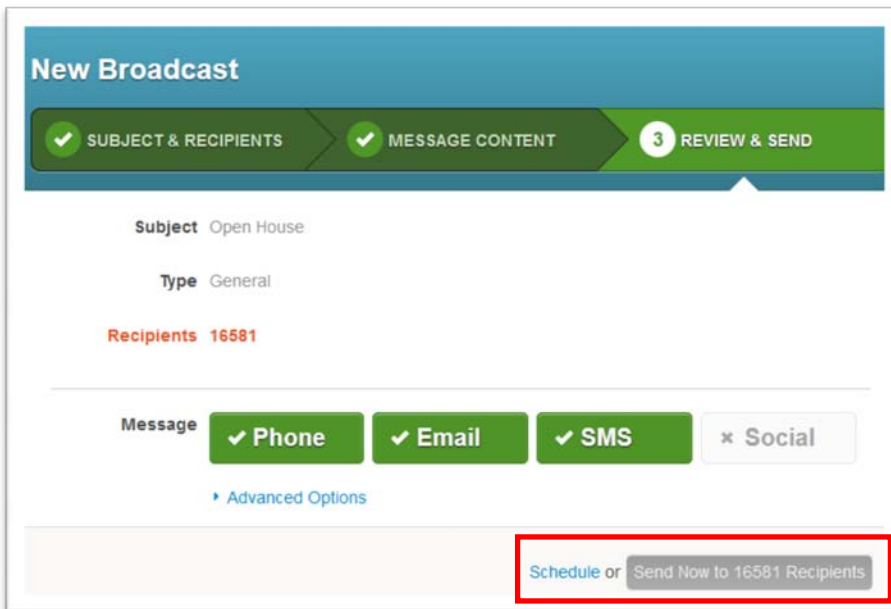 New Broadcast
SUBJECT & RECIPIENTS
MESSAGE CONTENT
3 REVIEW & SEND
Subject Open House
Type General
Recipients 16581
Message
Phone
Email
SMS
Social
Advanced Options
Schedule or Send Now to 16581 Recipients